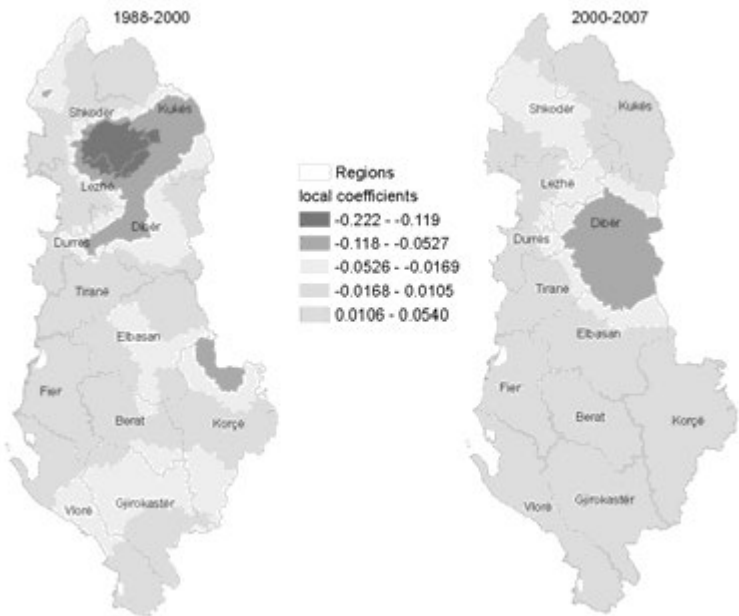 1988-2000
Shkodër
Kukës
Lezhë
Dibër
Durrës
Tiranë
Elbasan
Fier
Berat
Korçë
Gjirokastër
Vlorë
Regions
local coefficients
-0.222 - -0.119
-0.118 - -0.0527
-0.0526 - -0.0169
-0.0168 - 0.0105
0.0106 - 0.0540
2000-2007
Shkodër
Kukës
Lezhë
Dibër
Durrës
Tiranë
Elbasan
Fier
Berat
Korçë
Gjirokastër
Vlorë